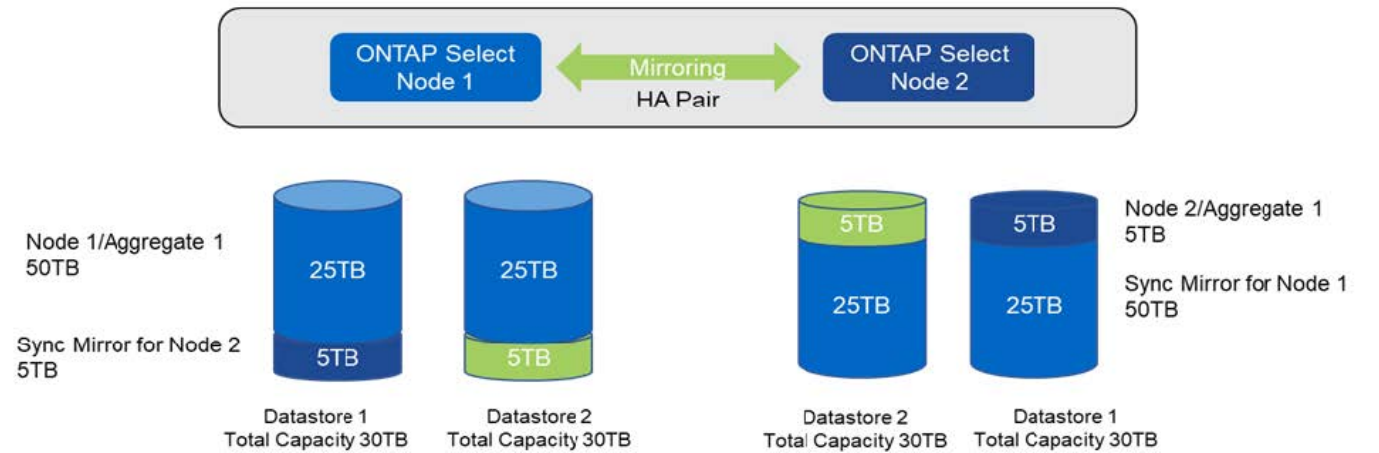 ONTAP Select
Node 1
Mirroring
HA Pair
ONTAP Select
Node 2
Node 1/Aggregate 1
50TB
Sync Mirror for Node 2
5TB
25TB
5TB
25TB
5TB
5TB
25TB
5TB
25TB
Node 2/Aggregate 1
5TB
Sync Mirror for Node 1
50TB
Datastore 1
Total Capacity 30TB
Datastore 2
Total Capacity 30TB
Datastore 2
Total Capacity 30TB
Datastore 1
Total Capacity 30TB